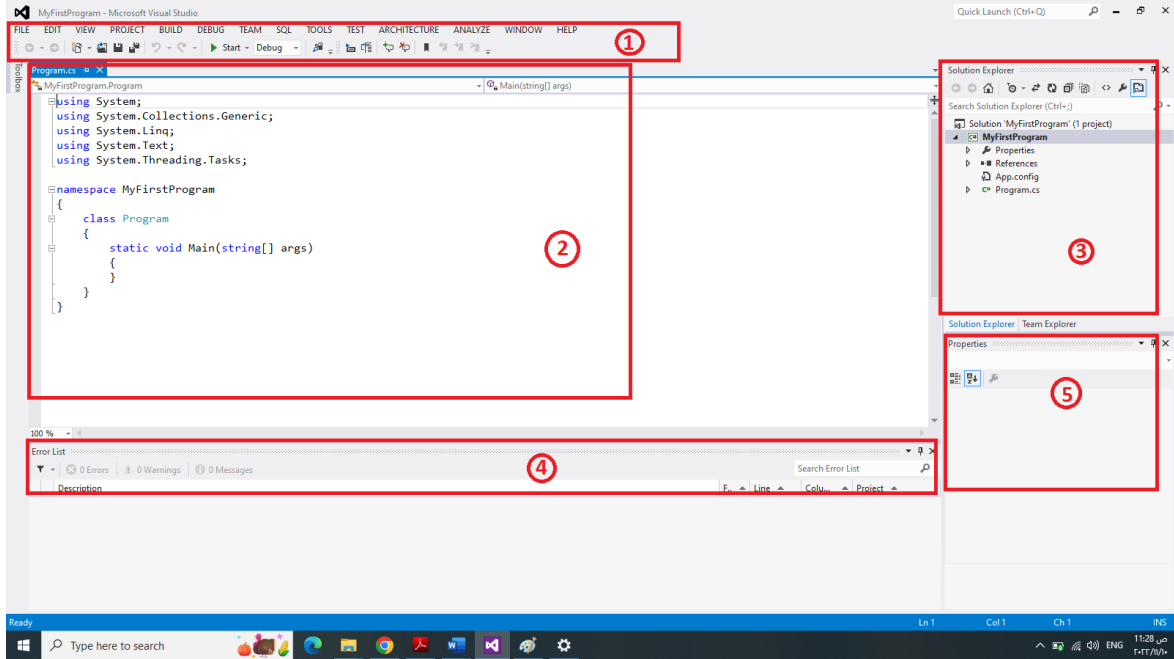 MyFirstProgram - Microsoft Visual Studio
Quick Launch (Ctrl+Q)
FILE EDIT VIEW PROJECT BUILD DEBUG TEAM SQL TOOLS TEST ARCHITECTURE ANALYZE WINDOW HELP
Start Debug
1
Toolbox
Program.cs
MyFirstProgram.Program
Main(string[] args)
using System;
using System.Collections.Generic;
using System.Linq;
using System.Text;
using System.Threading.Tasks;
namespace MyFirstProgram
{
class Program
{
static void Main(string[] args)
{
}
}
}
2
100 %
Solution Explorer
Search Solution Explorer (Ctrl+;)
Solution 'MyFirstProgram' (1 project)
MyFirstProgram
Properties
References
App.config
Program.cs
3
Solution Explorer Team Explorer
Properties
5
Error List
0 Errors 0 Warnings 0 Messages
4
Search Error List
Description F.. Line Colu... Project
Ready
Ln 1 Col 1 Ch 1 INS
Type here to search
ENG
11:28 ص
٢٠٢٢/١١/١٠